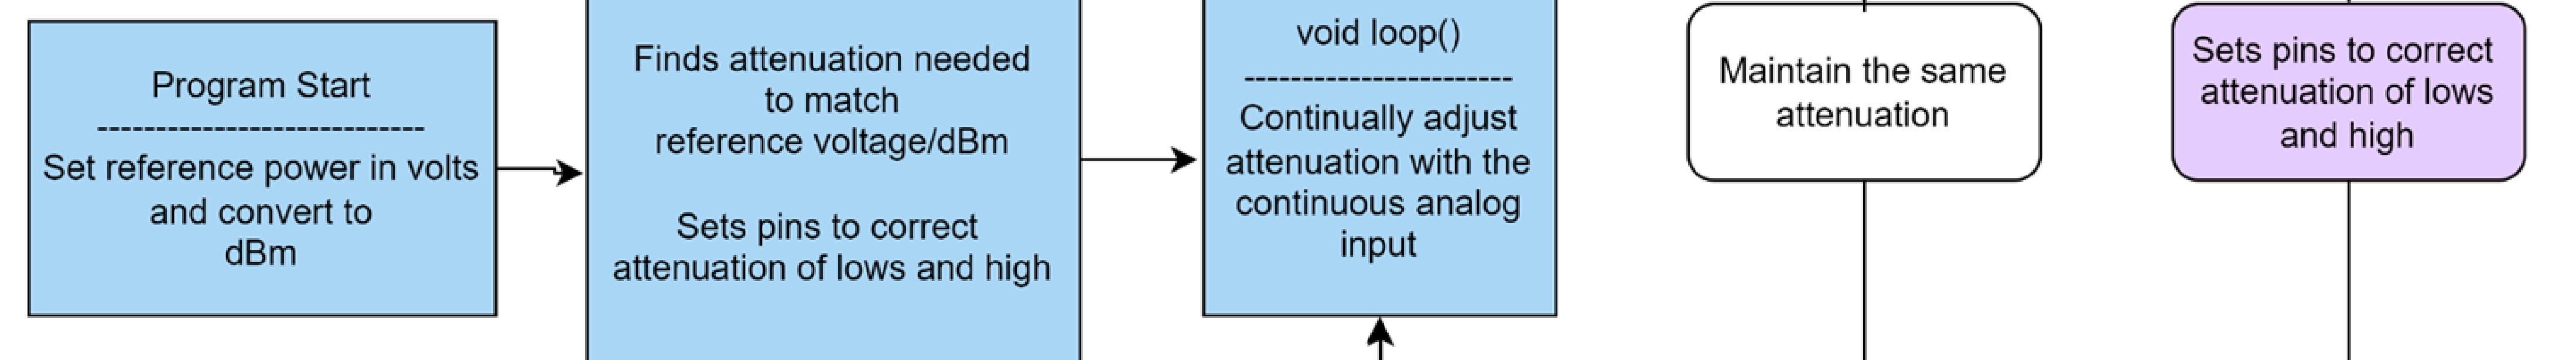 Program Start
----------------------------
Set reference power in volts
and convert to
dBm
Finds attenuation needed
to match
reference voltage/dBm
Sets pins to correct
attenuation of lows and high
void loop()
-----------------------
Continually adjust
attenuation with the
continuous analog
input
Maintain the same
attenuation
Sets pins to correct
attenuation of lows
and high